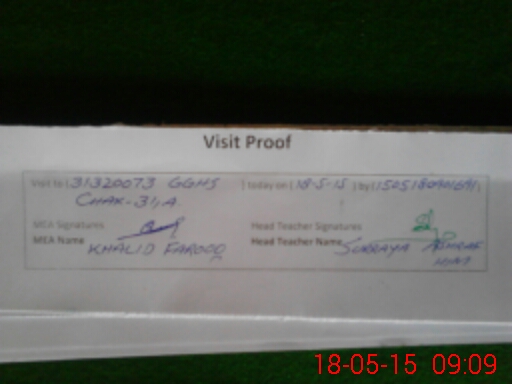 Visit Proof
Visit to (31320073 GGHS ) today on (18-5-15) by (
CHAK-31/A.
MEA Signatures
Head Teacher Signatures
MEA Name KHALID FAROOQ
Head Teacher Name SURRAYA ASHRAF
18-05-15 09:09